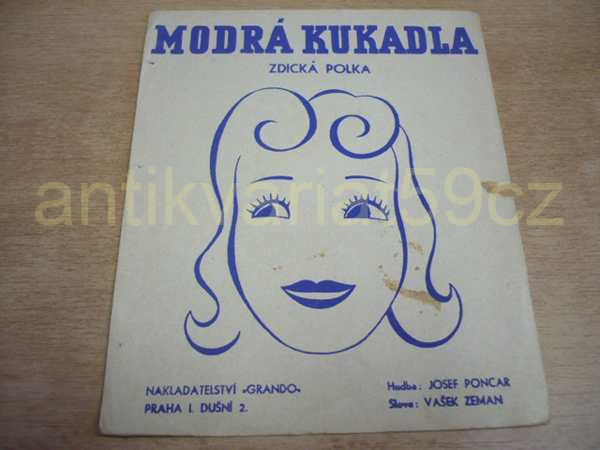 MODRÁ KUKADLA
ZDICKÁ POLKA
antikvariat59cz
NAKLADATELSTVÍ »GRANDO«
PRAHA I. DUŠNÍ 2.
Hudba: JOSEF PONCAR
Slova: VAŠEK ZEMAN